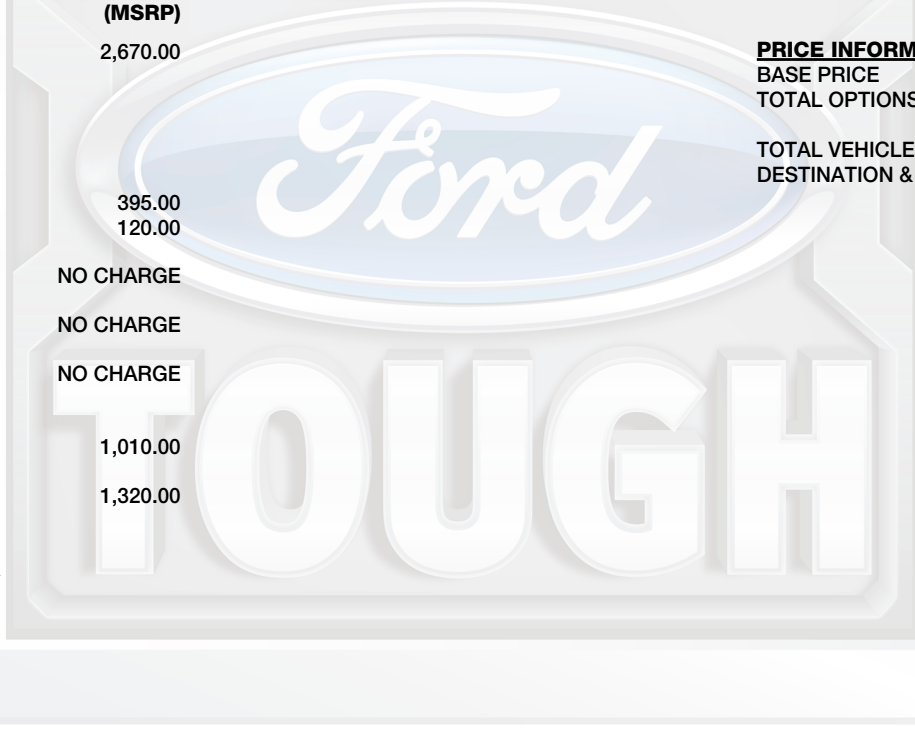 (MSRP)
2,670.00
395.00
120.00
NO CHARGE
NO CHARGE
NO CHARGE
1,010.00
1,320.00
PRICE INFORM
BASE PRICE
TOTAL OPTIONS
TOTAL VEHICLE
DESTINATION &
Ford
TOUGH